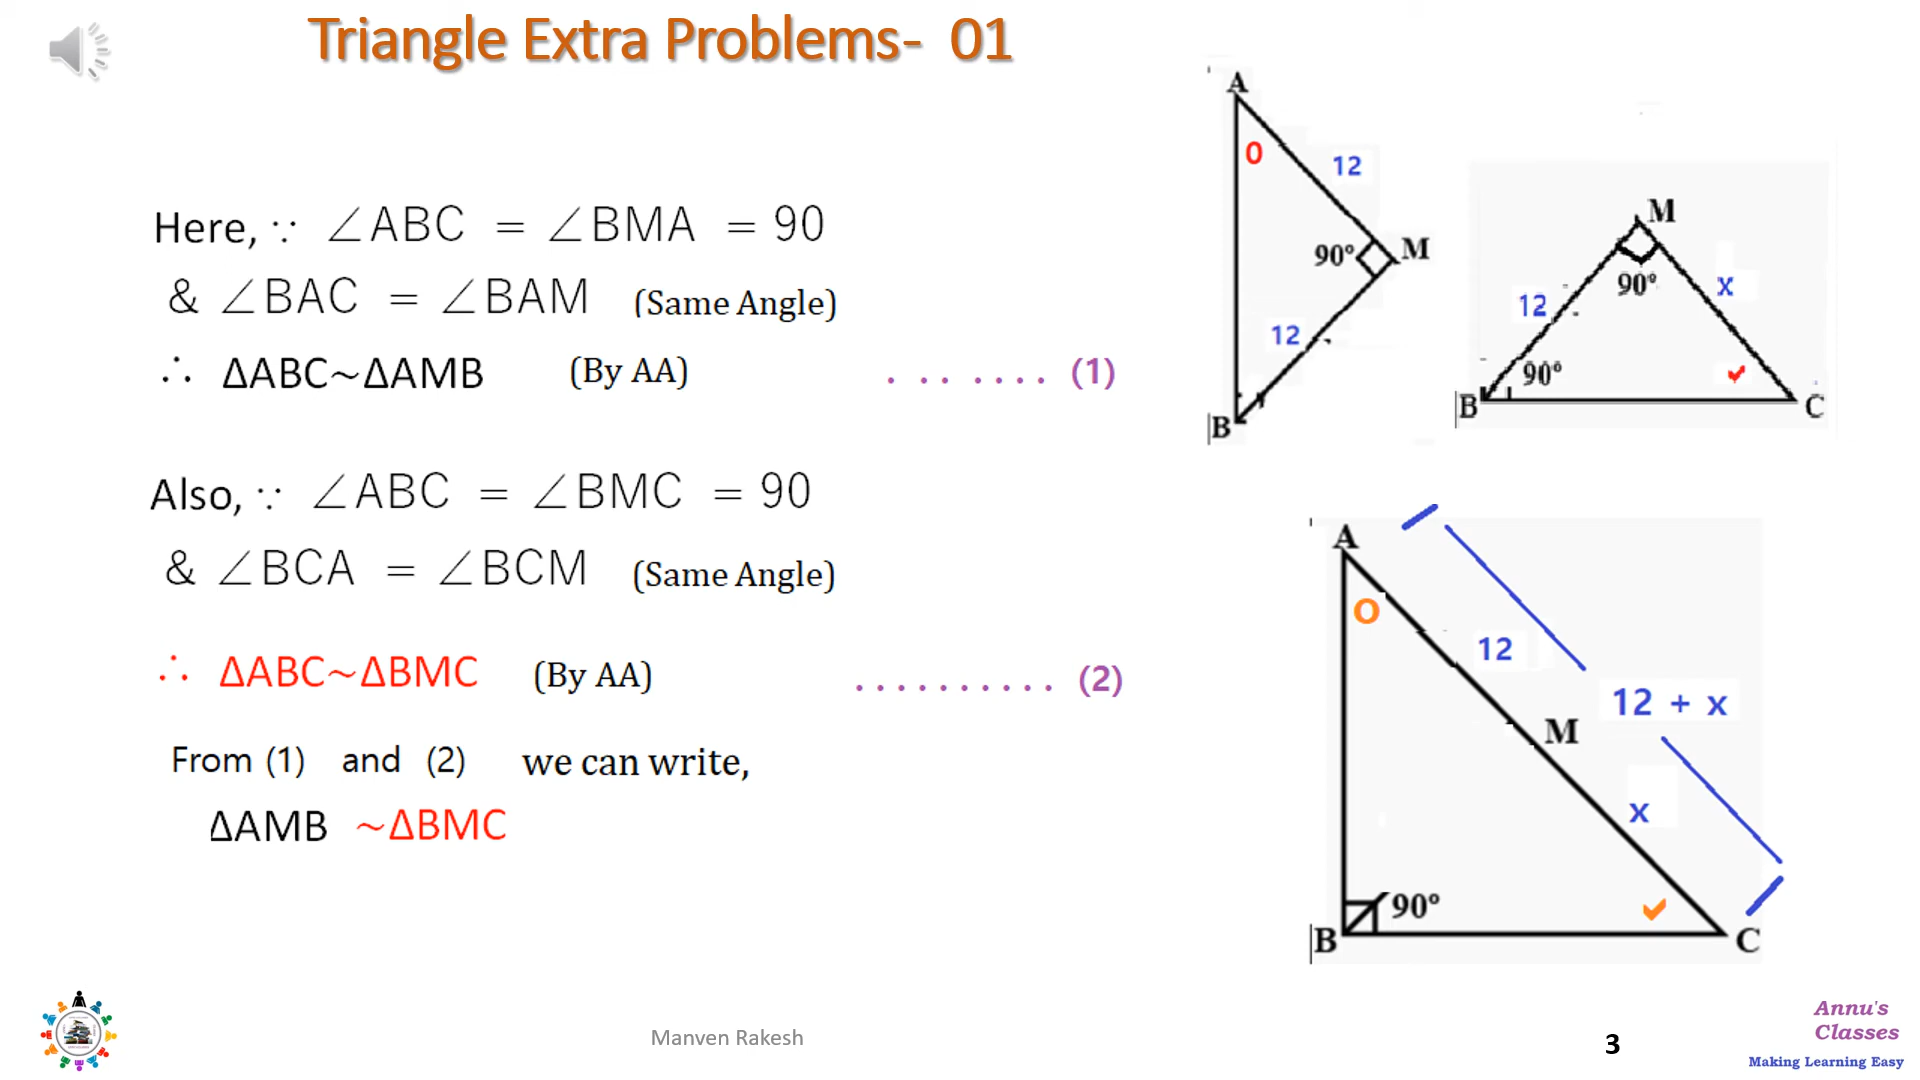 Triangle Extra Problems- 01
Here, ∵ ∠ABC = ∠BMA = 90
& ∠BAC = ∠BAM (Same Angle)
∴ ΔABC~ΔAMB (By AA) . .. .... (1)
Also, ∵ ∠ABC = ∠BMC = 90
& ∠BCA = ∠BCM (Same Angle)
∴ ΔABC~ΔBMC (By AA) .......... (2)
From (1) and (2) we can write,
ΔAMB ~ΔBMC
A
O
12
90°
M
12
B
M
90°
x
12
90°
B
C
A
O
12
12 + x
M
x
90°
B
C
Manven Rakesh
3
Annu's
Classes
Making Learning Easy